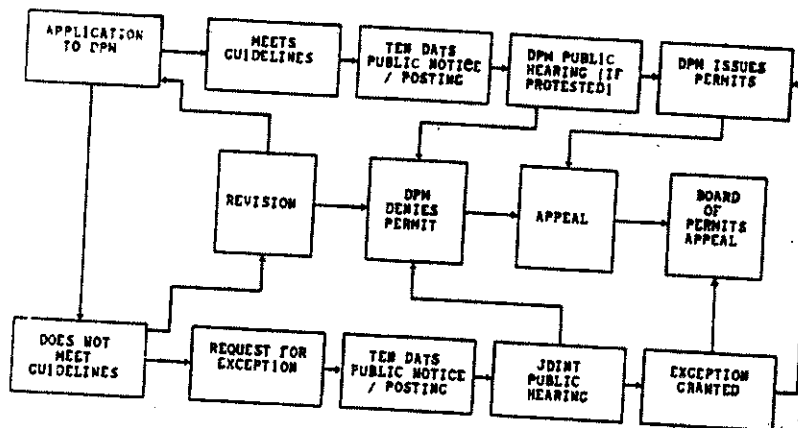 APPLICATION
TO DPW
MEETS
GUIDELINES
TEN DAYS
PUBLIC NOTICE
/ POSTING
DPW PUBLIC
HEARING (IF
PROTESTED)
DPW ISSUES
PERMITS
REVISION
DPW
DENIES
PERMIT
APPEAL
BOARD
OF
PERMITS
APPEAL
DOES NOT
MEET
GUIDELINES
REQUEST FOR
EXCEPTION
TEN DAYS
PUBLIC NOTICE
/ POSTING
JOINT
PUBLIC
HEARING
EXCEPTION
GRANTED